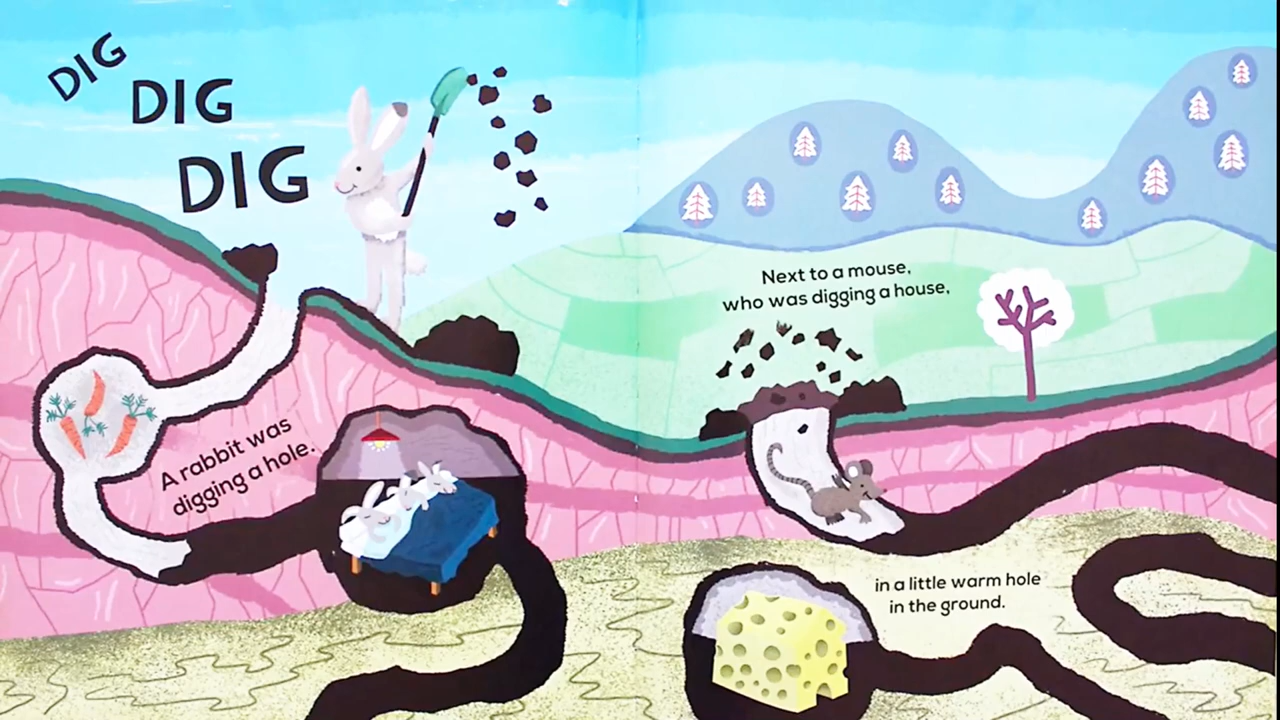 DIG
DIG
DIG
A rabbit was
digging a hole.
Next to a mouse,
who was digging a house,
in a little warm hole
in the ground.